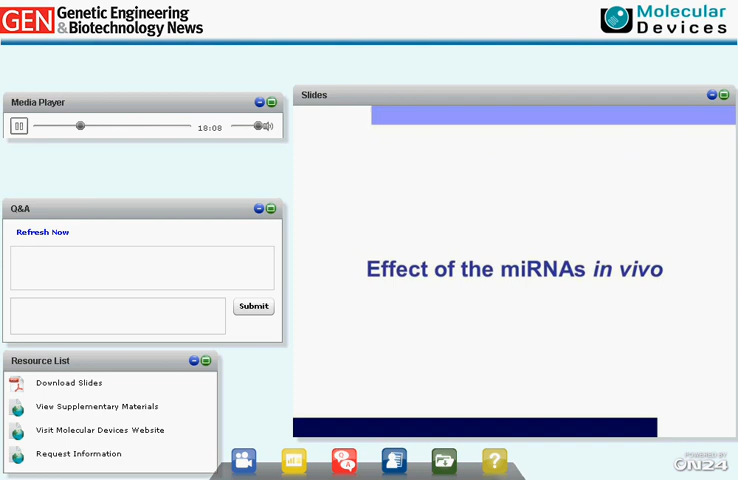 GEN Genetic Engineering
&Biotechnology News
Molecular
Devices
Media Player
18:08
Slides
Effect of the miRNAs in vivo
Q&A
Refresh Now
Submit
Resource List
Download Slides
View Supplementary Materials
Visit Molecular Devices Website
Request Information
Q
A
?
POWERED BY
ON24